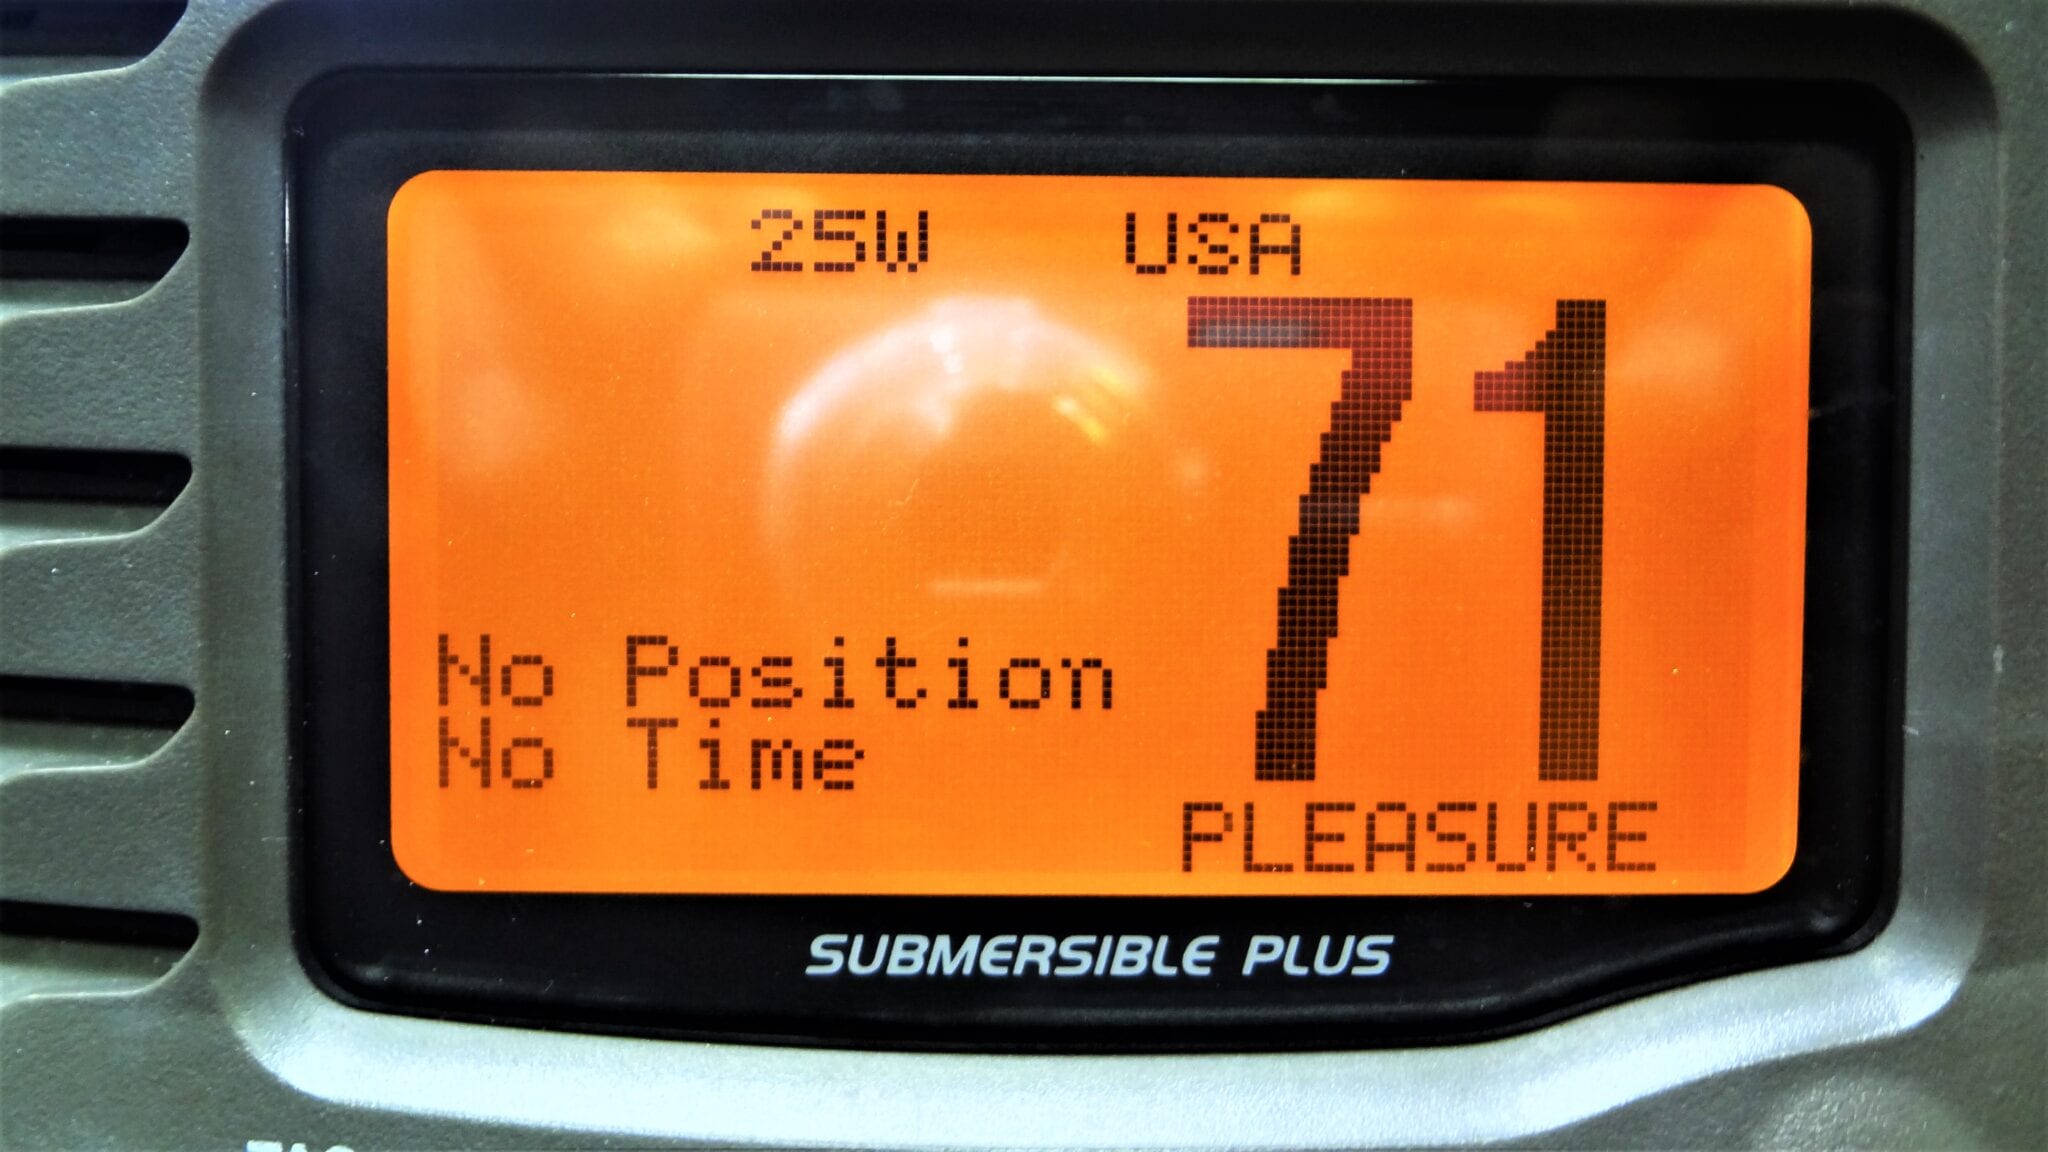 25W USA
71
No Position
No Time
PLEASURE
SUBMERSIBLE PLUS